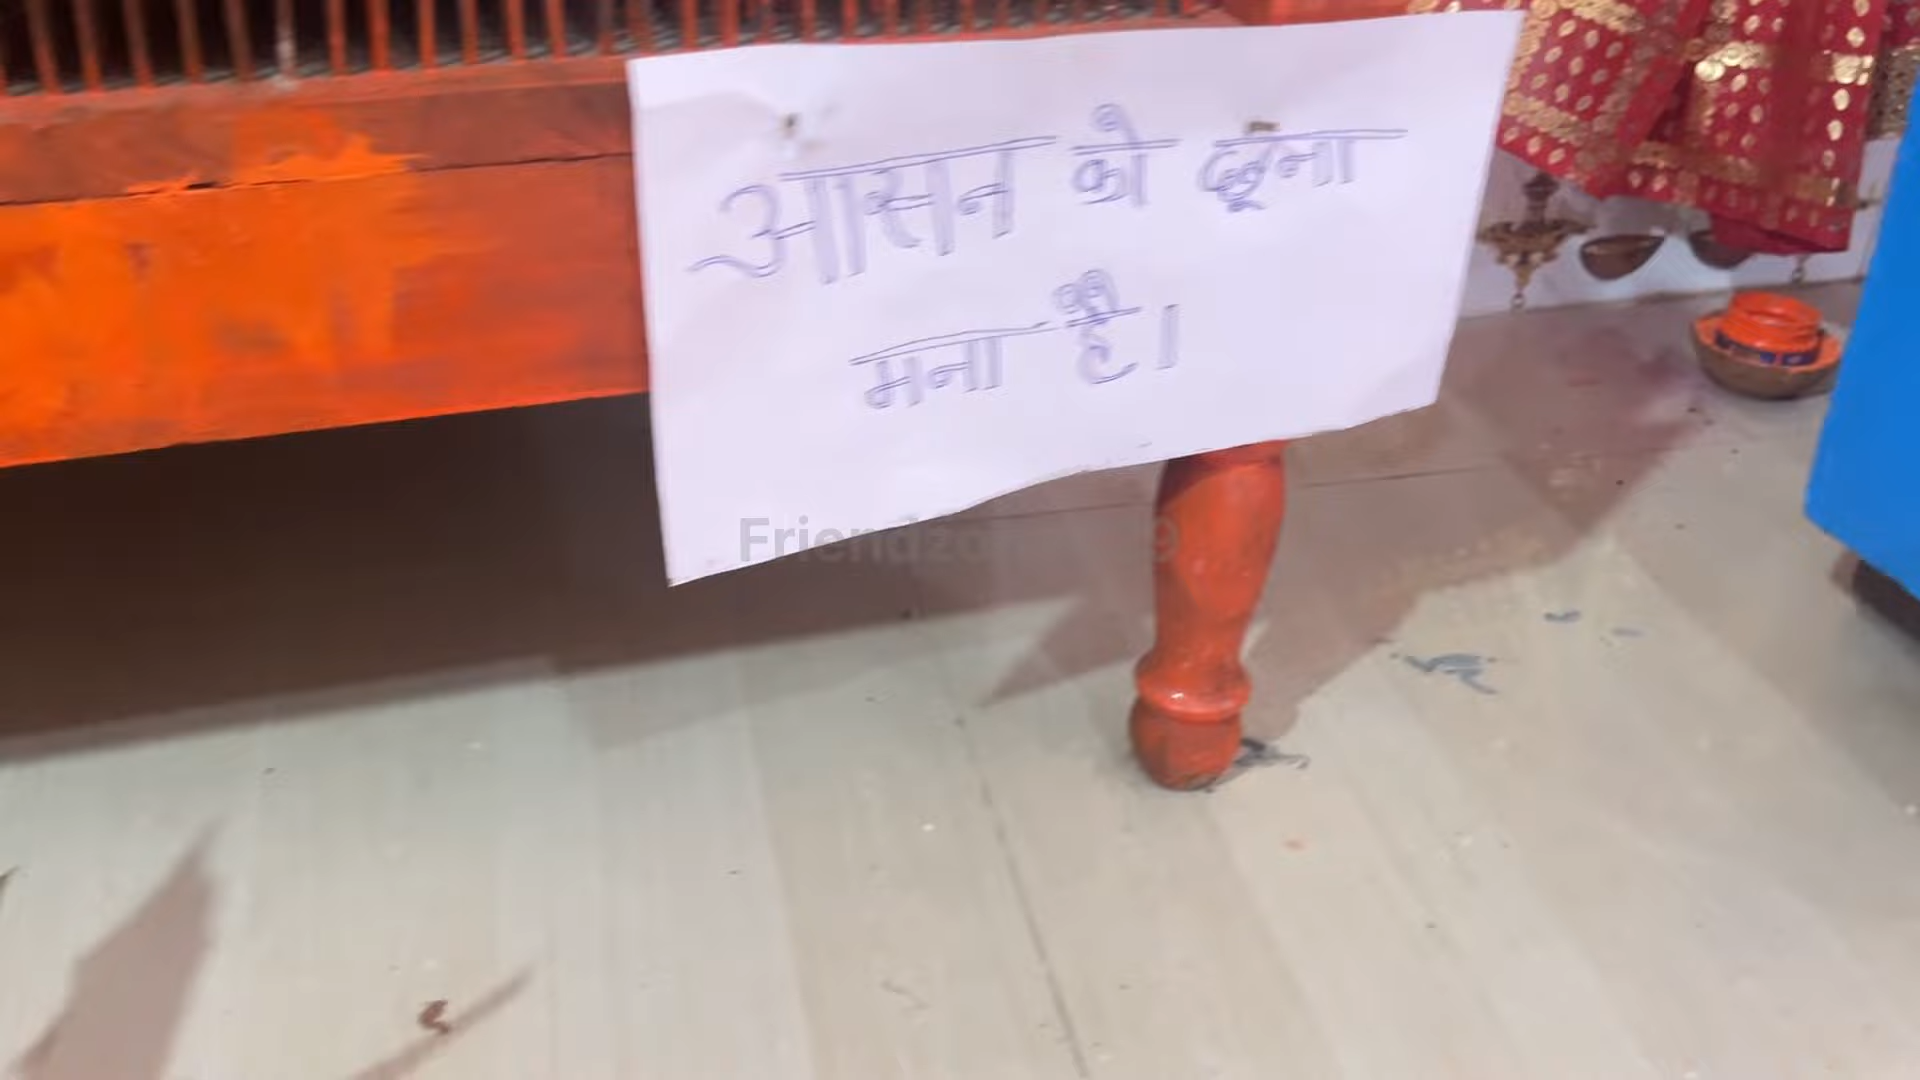 आसन को छूना
मना है।